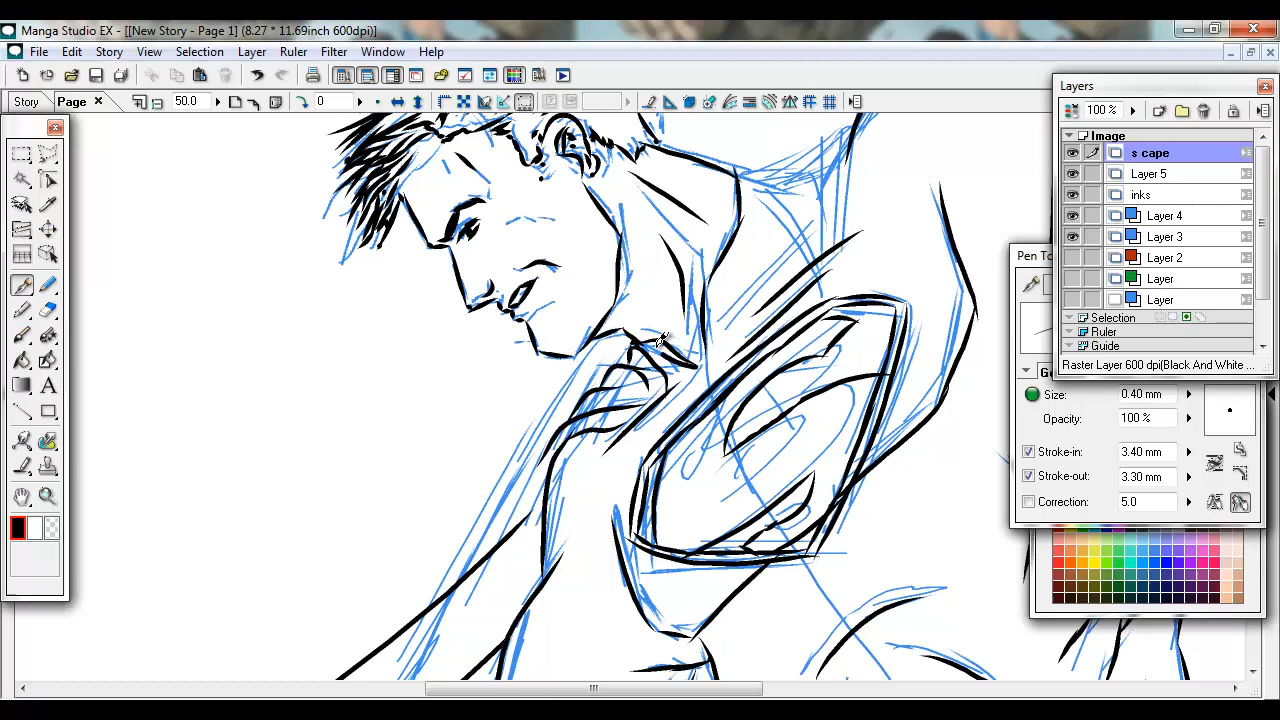 Manga Studio EX - [[New Story - Page 1] (8.27 * 11.69inch 600dpi)]
File Edit Story View Selection Layer Ruler Filter Window Help
Story Page 50.0 0
Layers
100 %
Image
s cape
Layer 5
inks
Layer 4
Layer 3
Layer 2
Layer
Layer
Selection
Ruler
Guide
Raster Layer 600 dpi(Black And White ...
Pen To
Size: 0.40 mm
Opacity: 100 %
Stroke-in: 3.40 mm
Stroke-out: 3.30 mm
Correction: 5.0